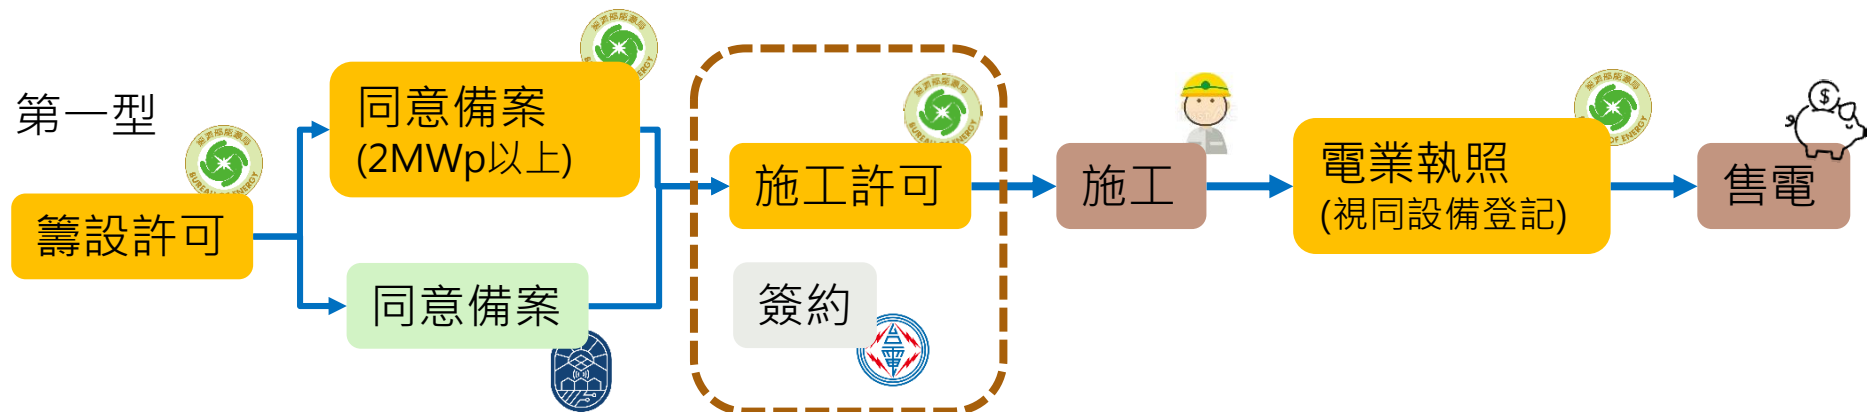 第一型
籌設許可
同意備案
(2MWp以上)
同意備案
施工許可
簽約
施工
電業執照
(視同設備登記)
售電
$